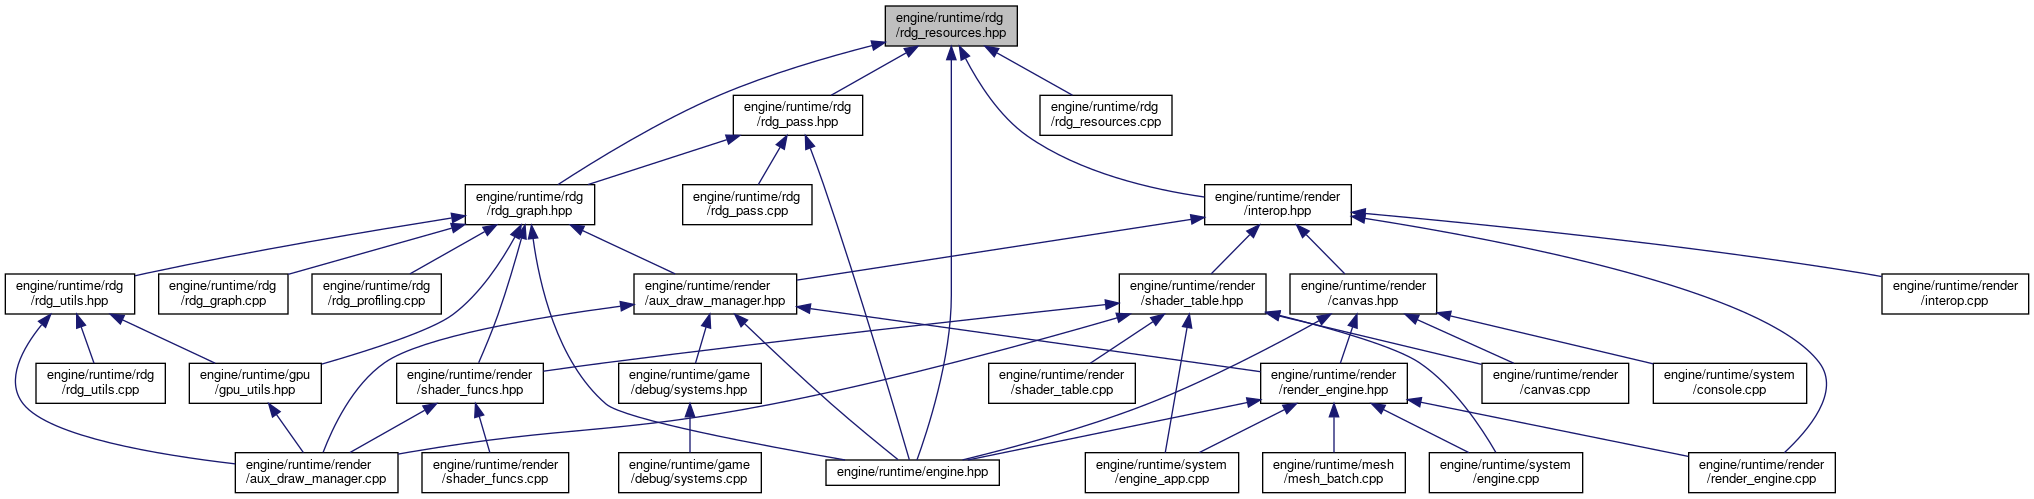 engine/runtime/rdg
/rdg_resources.hpp
engine/runtime/rdg
/rdg_pass.hpp
engine/runtime/rdg
/rdg_resources.cpp
engine/runtime/rdg
/rdg_graph.hpp
engine/runtime/rdg
/rdg_pass.cpp
engine/runtime/render
/interop.hpp
engine/runtime/rdg
/rdg_utils.hpp
engine/runtime/rdg
/rdg_graph.cpp
engine/runtime/rdg
/rdg_profiling.cpp
engine/runtime/render
/aux_draw_manager.hpp
engine/runtime/render
/shader_table.hpp
engine/runtime/render
/canvas.hpp
engine/runtime/render
/interop.cpp
engine/runtime/rdg
/rdg_utils.cpp
engine/runtime/gpu
/gpu_utils.hpp
engine/runtime/render
/shader_funcs.hpp
engine/runtime/game
/debug/systems.hpp
engine/runtime/render
/shader_table.cpp
engine/runtime/render
/render_engine.hpp
engine/runtime/render
/canvas.cpp
engine/runtime/system
/console.cpp
engine/runtime/render
/aux_draw_manager.cpp
engine/runtime/render
/shader_funcs.cpp
engine/runtime/game
/debug/systems.cpp
engine/runtime/engine.hpp
engine/runtime/system
/engine_app.cpp
engine/runtime/mesh
/mesh_batch.cpp
engine/runtime/system
/engine.cpp
engine/runtime/render
/render_engine.cpp